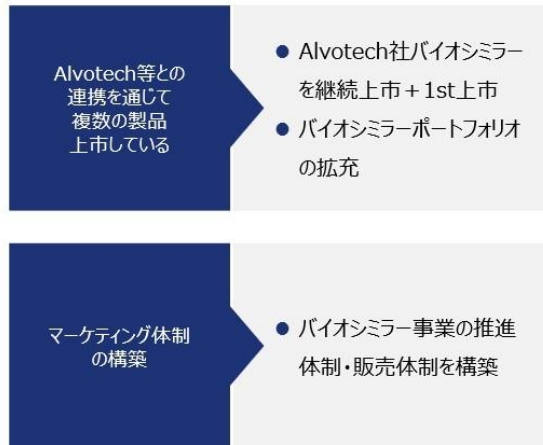 Alvotech等との
連携を通じて
複数の製品
上市している
● Alvotech社バイオシミラー
を継続上市+1st上市
● バイオシミラーポートフォリオ
の拡充
マーケティング体制
の構築
● バイオシミラー事業の推進
体制・販売体制を構築